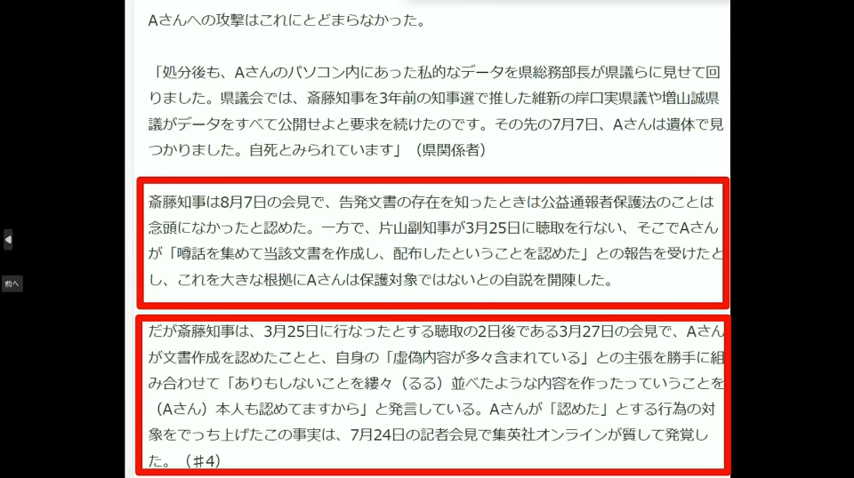 Aさんへの攻撃はこれにとどまらなかった。
「処分後も、Aさんのパソコン内にあった私的なデータを県総務部長が県議らに見せて回
りました。県議会では、斎藤知事を3年前の知事選で推した維新の岸口実県議や増山誠県
議がデータをすべて公開せよと要求を続けたのです。その先の7月7日、Aさんは遺体で見
つかりました。自死とみられています」（県関係者）
斎藤知事は8月7日の会見で、告発文書の存在を知ったときは公益通報者保護法のことは
念頭になかったと認めた。一方で、片山副知事が3月25日に聴取を行ない、そこでAさん
が「噂話を集めて当該文書を作成し、配布したということを認めた」との報告を受けたと
し、これを大きな根拠にAさんは保護対象ではないとの自説を開陳した。
だが斎藤知事は、3月25日に行なったとする聴取の2日後である3月27日の会見で、Aさん
が文書作成を認めたことと、自身の「虚偽内容が多々含まれている」との主張を勝手に組
み合わせて「ありもしないことを縷々（るる）並べたような内容を作ったっていうことを
（Aさん）本人も認めてますから」と発言している。Aさんが「認めた」とする行為の対
象をでっち上げたこの事実は、7月24日の記者会見で集英社オンラインが質して発覚し
た。（♯4）
前へ